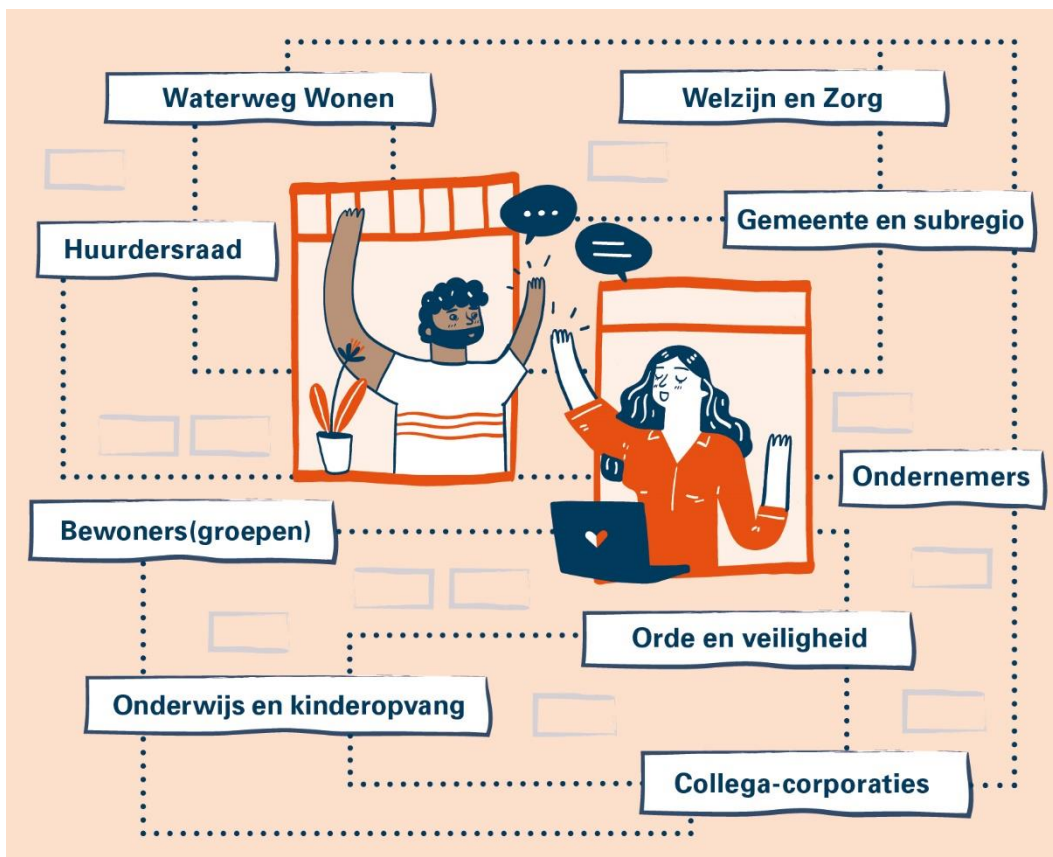 Waterweg Wonen
Welzijn en Zorg
Gemeente en subregio
Huurdersraad
Ondernemers
Bewoners(groepen)
Orde en veiligheid
Onderwijs en kinderopvang
Collega-corporaties